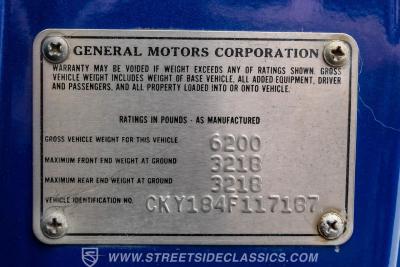 GENERAL MOTORS CORPORATION
WARRANTY MAY BE VOIDED IF WEIGHT EXCEEDS ANY OF RATINGS SHOWN. GROSS
VEHICLE WEIGHT INCLUDES WEIGHT OF BASE VEHICLE, ALL ADDED EQUIPMENT, DRIVER
AND PASSENGERS, AND ALL PROPERTY LOADED INTO OR ONTO VEHICLE.
RATINGS IN POUNDS - AS MANUFACTURED
GROSS VEHICLE WEIGHT FOR THIS VEHICLE 6200
MAXIMUM FRONT END WEIGHT AT GROUND 3218
MAXIMUM REAR END WEIGHT AT GROUND 3218
VEHICLE IDENTIFICATION NO. CKY184F117187
WWW.STREETSIDECLASSICS.COM